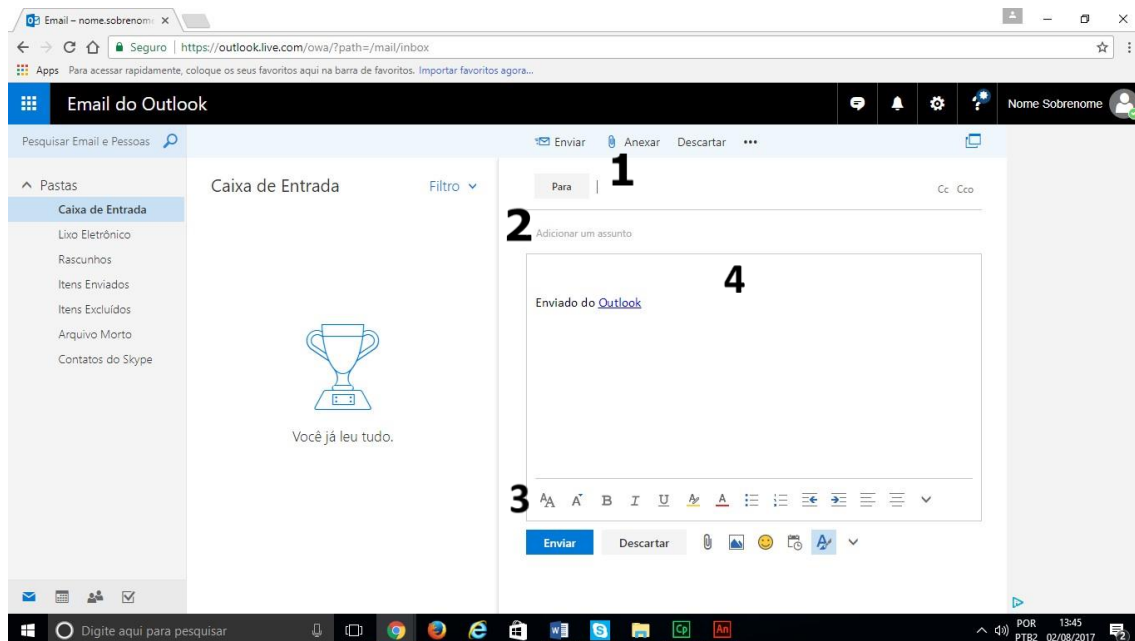 Email – nome.sobrenom
Seguro | https://outlook.live.com/owa/?path=/mail/inbox
Apps Para acessar rapidamente, coloque os seus favoritos aqui na barra de favoritos. Importar favoritos agora...
Email do Outlook
Nome Sobrenome
Pesquisar Email e Pessoas
Enviar Anexar Descartar
Pastas
Caixa de Entrada
Lixo Eletrônico
Rascunhos
Itens Enviados
Itens Excluídos
Arquivo Morto
Contatos do Skype
Caixa de Entrada Filtro
Você já leu tudo.
1
Para Cc Cco
2 Adicionar um assunto
4
Enviado do Outlook
3
Enviar Descartar
Digite aqui para pesquisar
POR 13:45
PTB2 02/08/2017